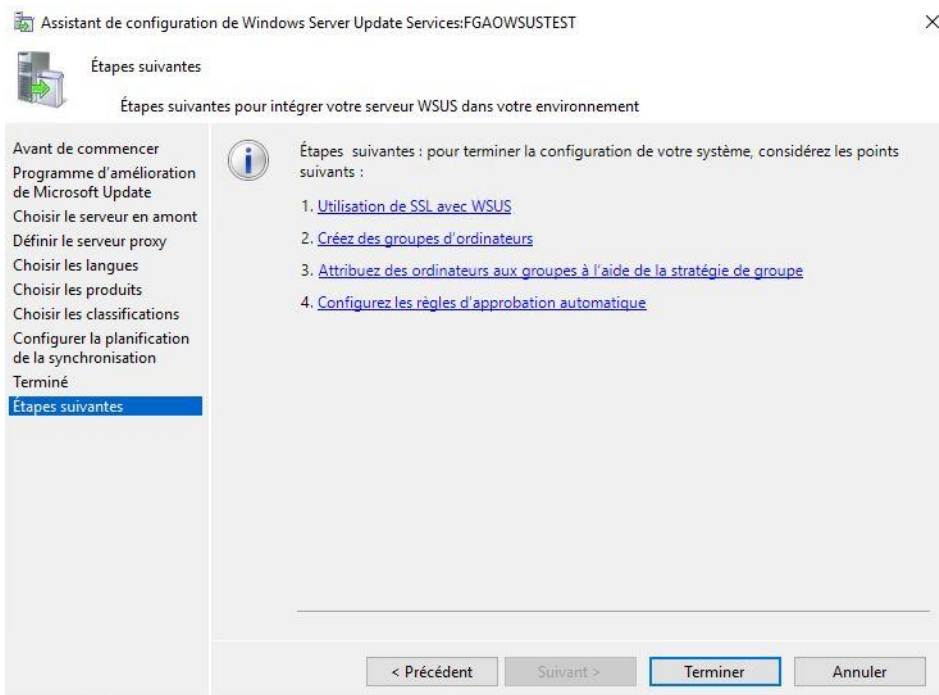 Assistant de configuration de Windows Server Update Services:FGAOWSUSTEST
Étapes suivantes
Étapes suivantes pour intégrer votre serveur WSUS dans votre environnement
Avant de commencer
Programme d'amélioration
de Microsoft Update
Choisir le serveur en amont
Définir le serveur proxy
Choisir les langues
Choisir les produits
Choisir les classifications
Configurer la planification
de la synchronisation
Terminé
Étapes suivantes
Étapes suivantes : pour terminer la configuration de votre système, considérez les points
suivants :
1. Utilisation de SSL avec WSUS
2. Créez des groupes d'ordinateurs
3. Attribuez des ordinateurs aux groupes à l'aide de la stratégie de groupe
4. Configurez les règles d'approbation automatique
< Précédent
Suivant >
Terminer
Annuler